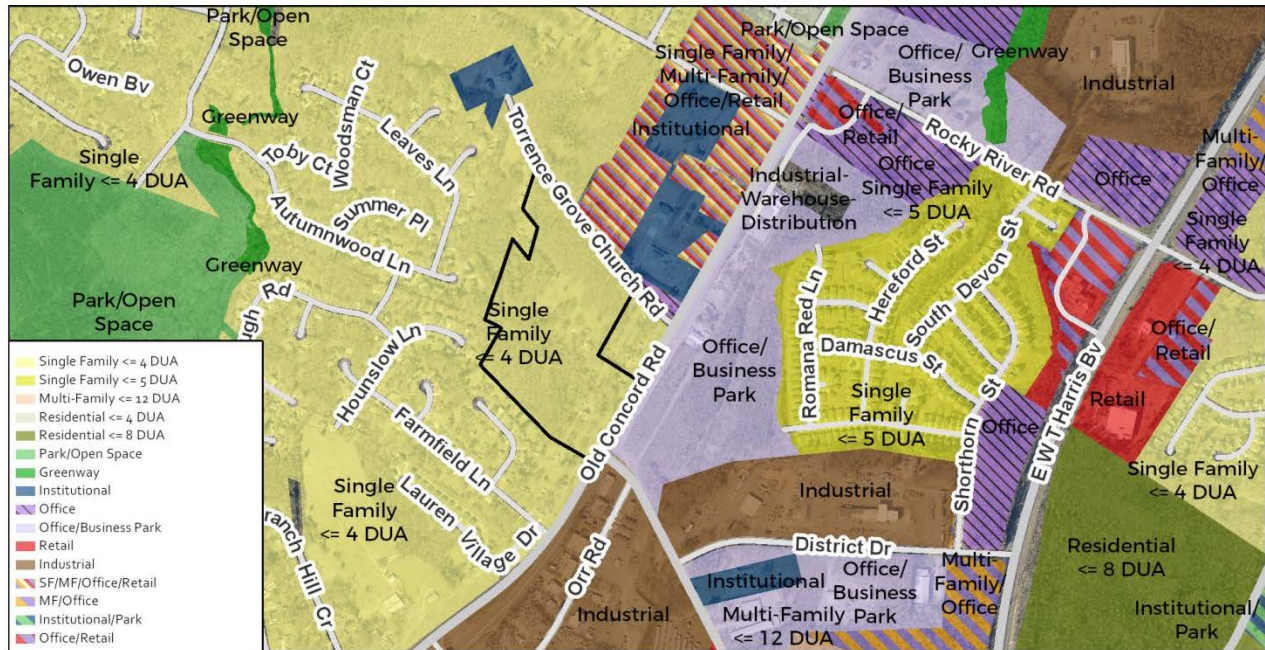 Park/Open
Space
Owen Bv
Woodsman Ct
Greenway
Toby Ct
Leaves Ln
Single
Family <= 4 DUA
Summer Pl
Autumnwood Ln
Greenway
Park/Open
Space
ugh Rd
Hounslow Ln
Farmfield Ln
Lauren Village Dr
Single
Family
<= 4 DUA
ranch Hill Cr
Torrence Grove Church Rd
Single
Family
<= 4 DUA
Old Concord Rd
Orr Rd
Industrial
Park/Open Space
Single Family/
Multi-Family/
Office/Retail
Institutional
Office/
Business
Park
Greenway
Industrial
Office/
Retail
Rocky River Rd
Office
Industrial-
Warehouse-
Distribution
Single Family
<= 5 DUA
Office
Multi-
Family/
Office
Single
Family
<= 4 DUA
Hereford St
South Devon St
Romana Red Ln
Damascus St
Office/
Business
Park
Single
Family
<= 5 DUA
Shorthorn St
Office
E W T Harris Bv
Office/
Retail
Retail
Single Family
<= 4 DUA
Industrial
District Dr
Residential
<= 8 DUA
Institutional
Office/
Business
Park
Multi-
Family/
Office
Multi-Family
<= 12 DUA
Institutional
Park
Single Family <= 4 DUA
Single Family <= 5 DUA
Multi-Family <= 12 DUA
Residential <= 4 DUA
Residential <= 8 DUA
Park/Open Space
Greenway
Institutional
Office
Office/Business Park
Retail
Industrial
SF/MF/Office/Retail
MF/Office
Institutional/Park
Office/Retail